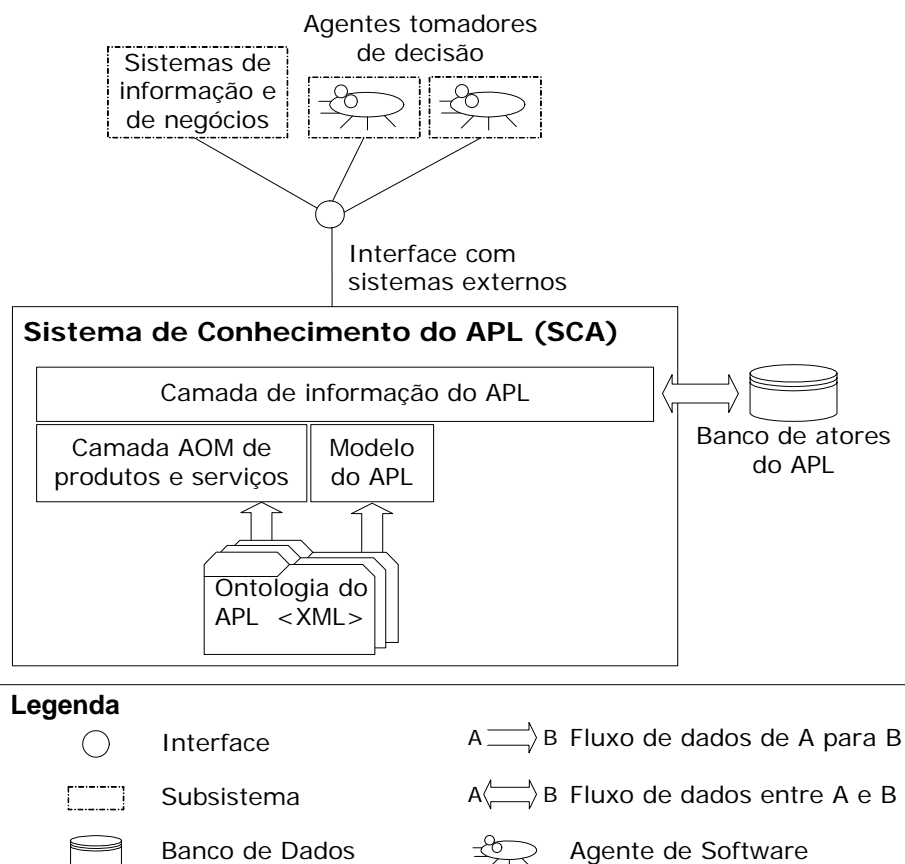 Agentes tomadores
de decisão
Sistemas de
informação e
de negócios
Interface com
sistemas externos
Sistema de Conhecimento do APL (SCA)
Camada de informação do APL
Camada AOM de
produtos e serviços
Modelo
do APL
Banco de atores
do APL
Ontologia do
APL <XML>
Legenda
Interface
A B Fluxo de dados de A para B
Subsistema
A B Fluxo de dados entre A e B
Banco de Dados
Agente de Software